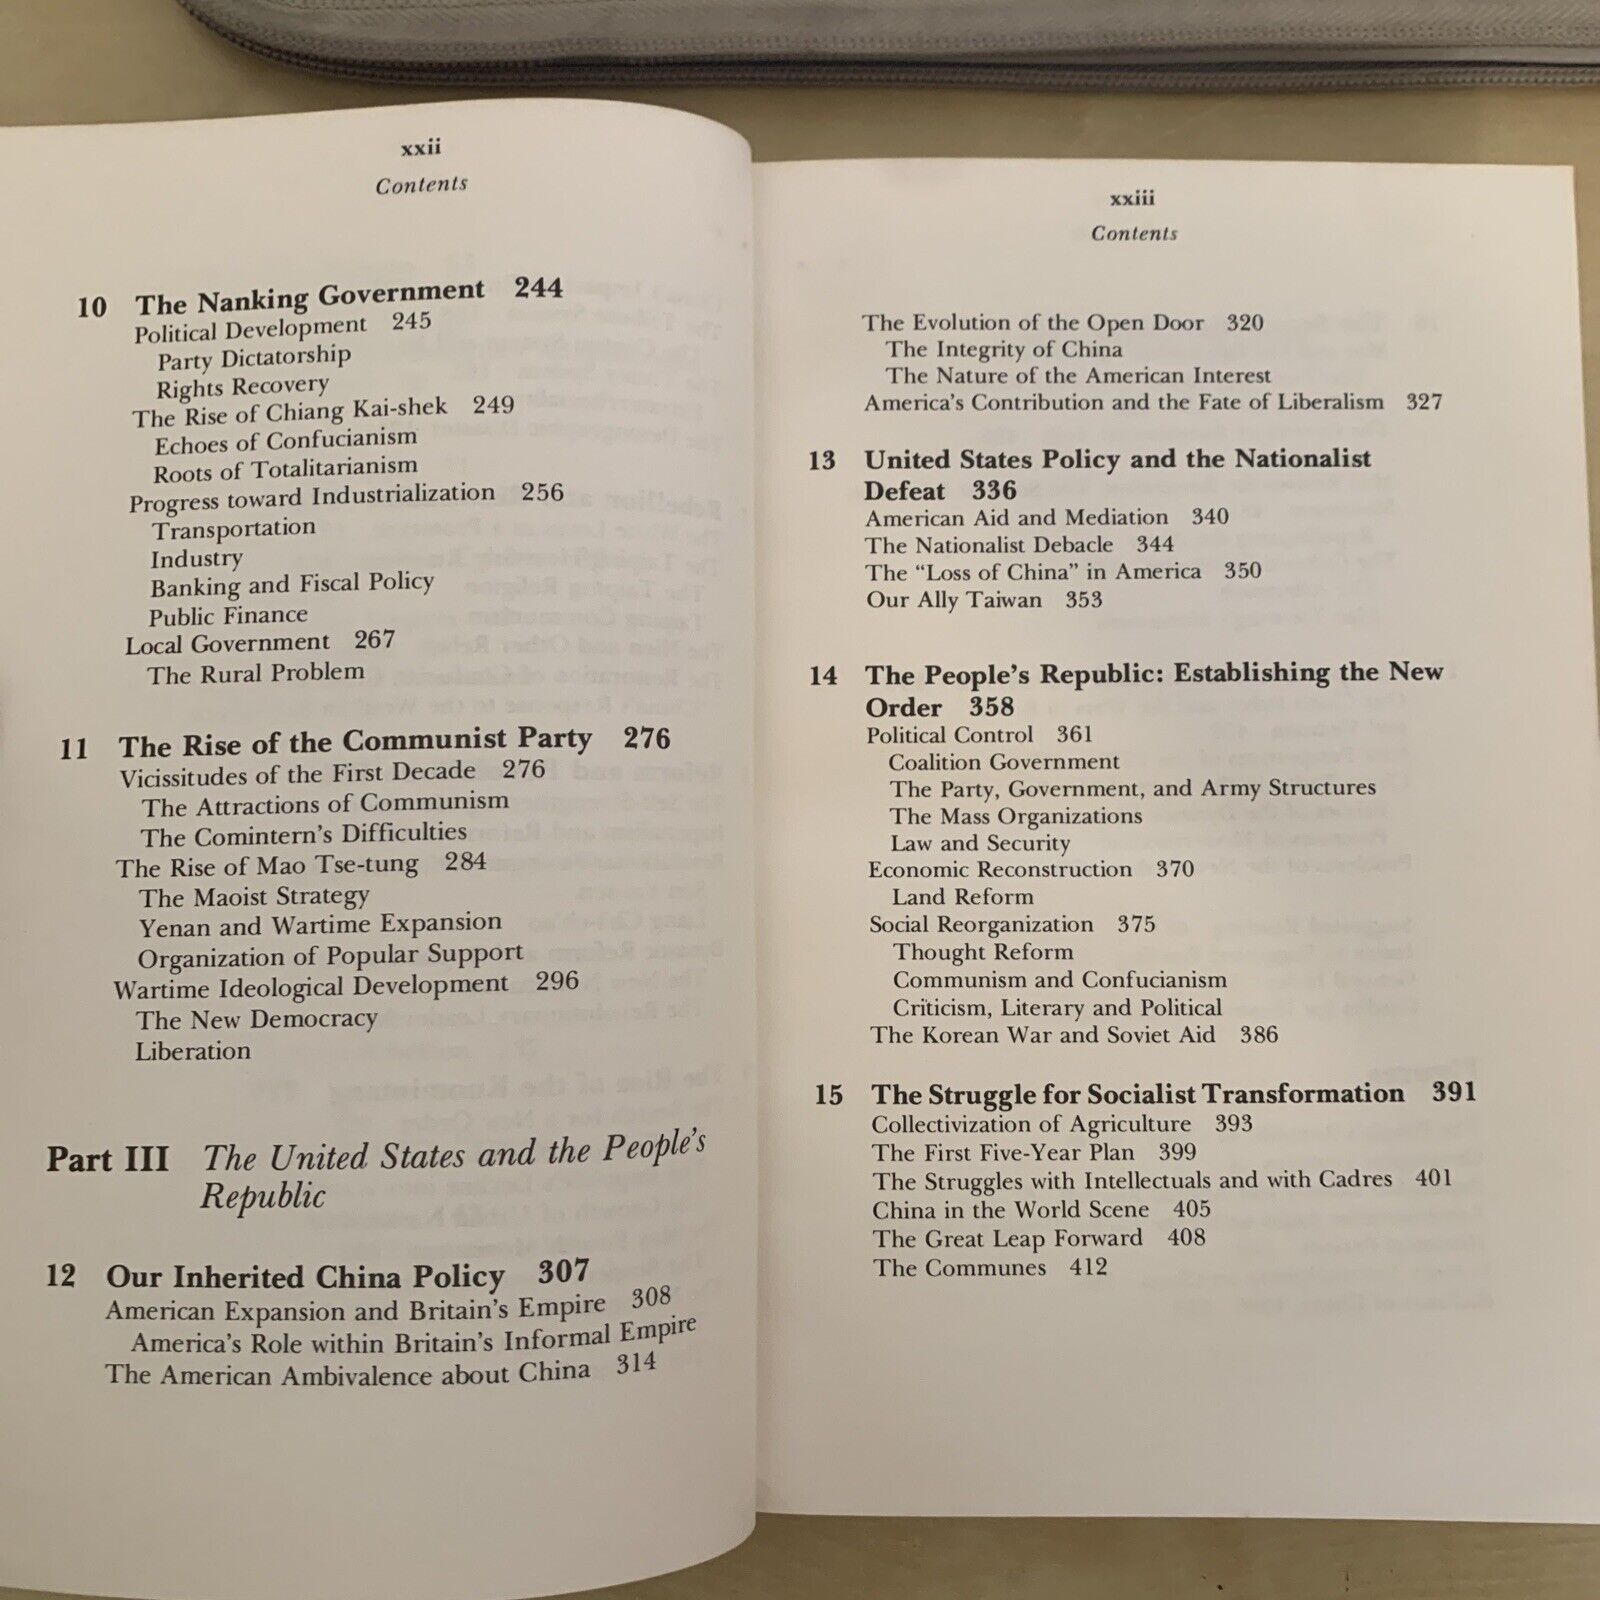 xxii
Contents
10 The Nanking Government 244
Political Development 245
Party Dictatorship
Rights Recovery
The Rise of Chiang Kai-shek 249
Echoes of Confucianism
Roots of Totalitarianism
Progress toward Industrialization 256
Transportation
Industry
Banking and Fiscal Policy
Public Finance
Local Government 267
The Rural Problem
11 The Rise of the Communist Party 276
Vicissitudes of the First Decade 276
The Attractions of Communism
The Comintern's Difficulties
The Rise of Mao Tse-tung 284
The Maoist Strategy
Yenan and Wartime Expansion
Organization of Popular Support
Wartime Ideological Development 296
The New Democracy
Liberation
Part III The United States and the People's
Republic
12 Our Inherited China Policy 307
American Expansion and Britain's Empire 308
America's Role within Britain's Informal Empire
The American Ambivalence about China 314
xxiii
Contents
The Evolution of the Open Door 320
The Integrity of China
The Nature of the American Interest
America's Contribution and the Fate of Liberalism 327
13 United States Policy and the Nationalist
Defeat 336
American Aid and Mediation 340
The Nationalist Debacle 344
The “Loss of China” in America 350
Our Ally Taiwan 353
14 The People's Republic: Establishing the New
Order 358
Political Control 361
Coalition Government
The Party, Government, and Army Structures
The Mass Organizations
Law and Security
Economic Reconstruction 370
Land Reform
Social Reorganization 375
Thought Reform
Communism and Confucianism
Criticism, Literary and Political
The Korean War and Soviet Aid 386
15 The Struggle for Socialist Transformation 391
Collectivization of Agriculture 393
The First Five-Year Plan 399
The Struggles with Intellectuals and with Cadres 401
China in the World Scene 405
The Great Leap Forward 408
The Communes 412